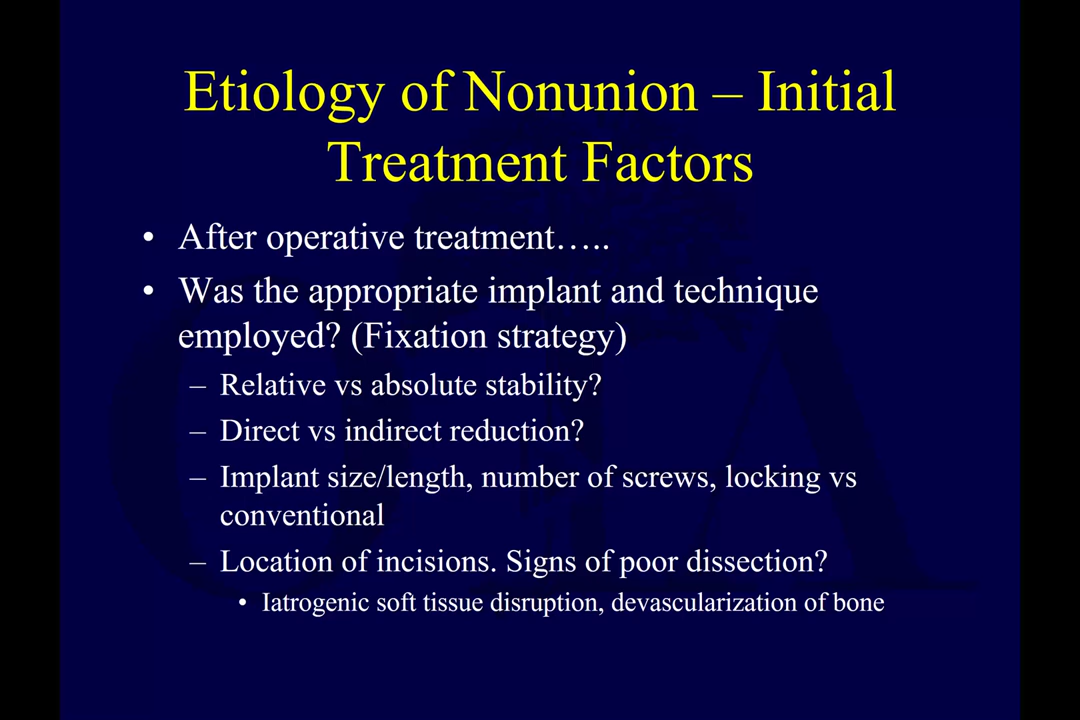 Etiology of Nonunion – Initial
Treatment Factors
• After operative treatment…..
• Was the appropriate implant and technique
employed? (Fixation strategy)
– Relative vs absolute stability?
– Direct vs indirect reduction?
– Implant size/length, number of screws, locking vs
conventional
– Location of incisions. Signs of poor dissection?
• Iatrogenic soft tissue disruption, devascularization of bone
OTA